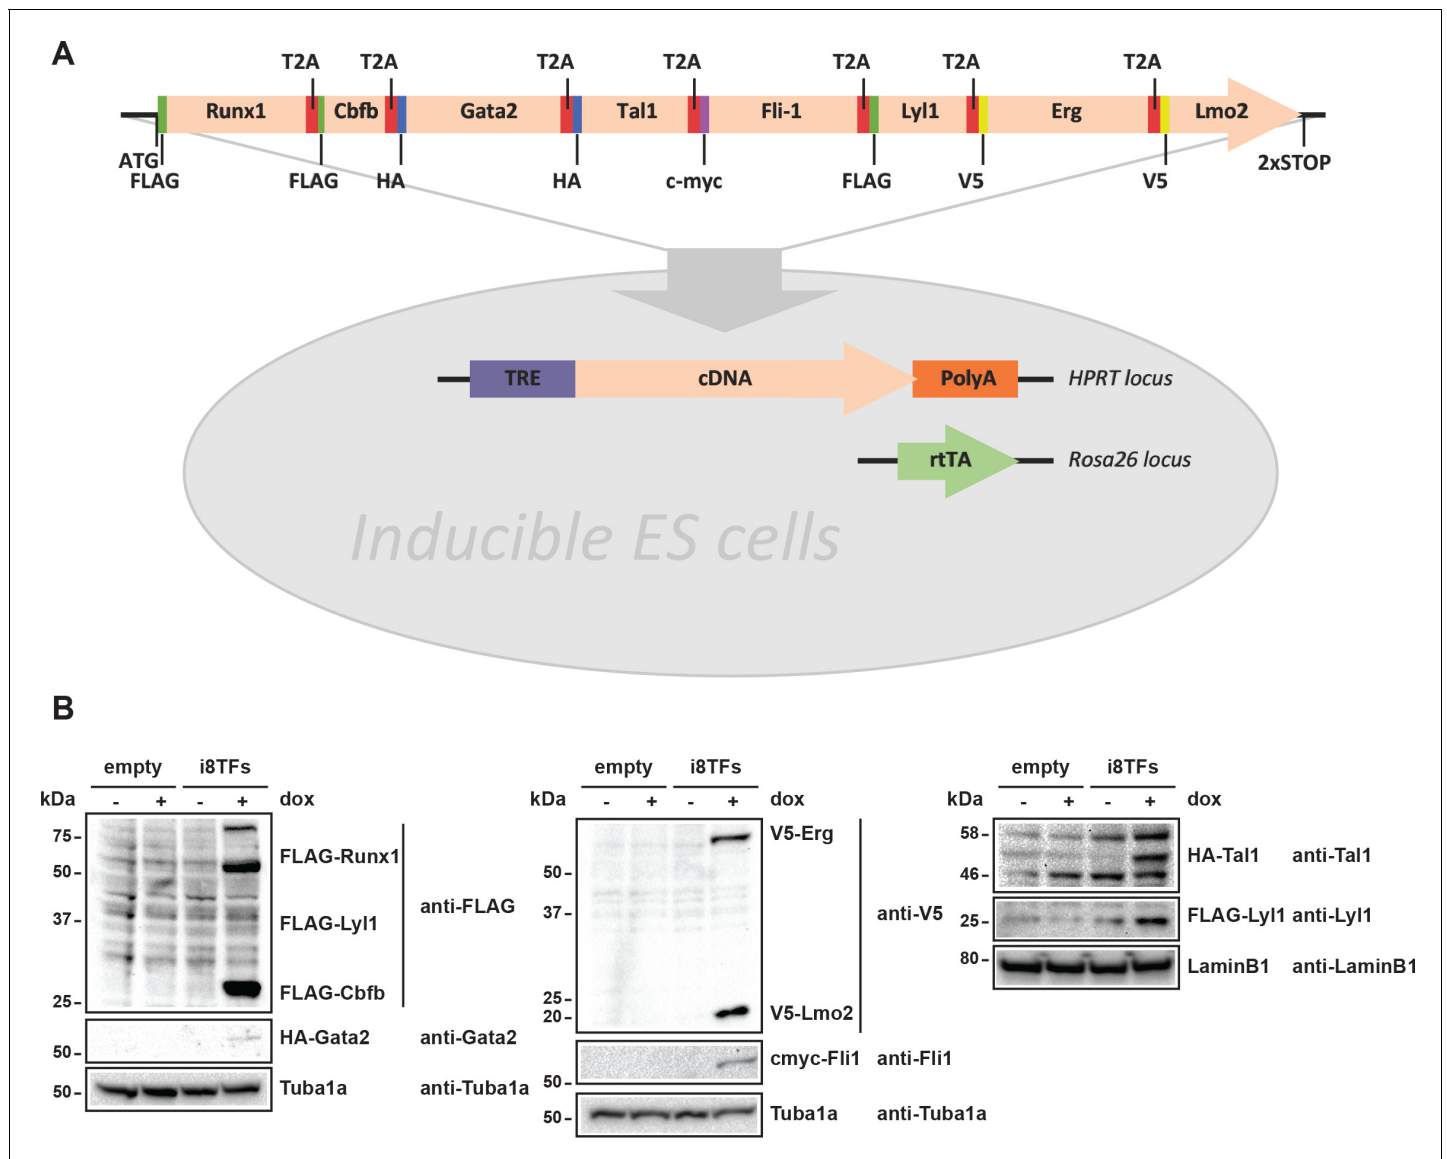 A
T2A T2A T2A T2A T2A T2A T2A
Runx1 Cbfb Gata2 Tal1 Fli-1 Lyl1 Erg Lmo2
ATG 2xSTOP
FLAG FLAG HA HA c-myc FLAG V5 V5
TRE cDNA PolyA HPRT locus
rtTA Rosa26 locus
Inducible ES cells
B
empty i8TFs
kDa - + - + dox
75
50
37
25
FLAG-Runx1
FLAG-Lyl1
FLAG-Cbfb
anti-FLAG
50
HA-Gata2 anti-Gata2
50
Tuba1a anti-Tuba1a
empty i8TFs
kDa - + - + dox
50
37
25
20
V5-Erg
V5-Lmo2
anti-V5
50
cmyc-Fli1 anti-Fli1
50
Tuba1a anti-Tuba1a
empty i8TFs
kDa - + - + dox
58
46
HA-Tal1 anti-Tal1
25
FLAG-Lyl1 anti-Lyl1
80
LaminB1 anti-LaminB1